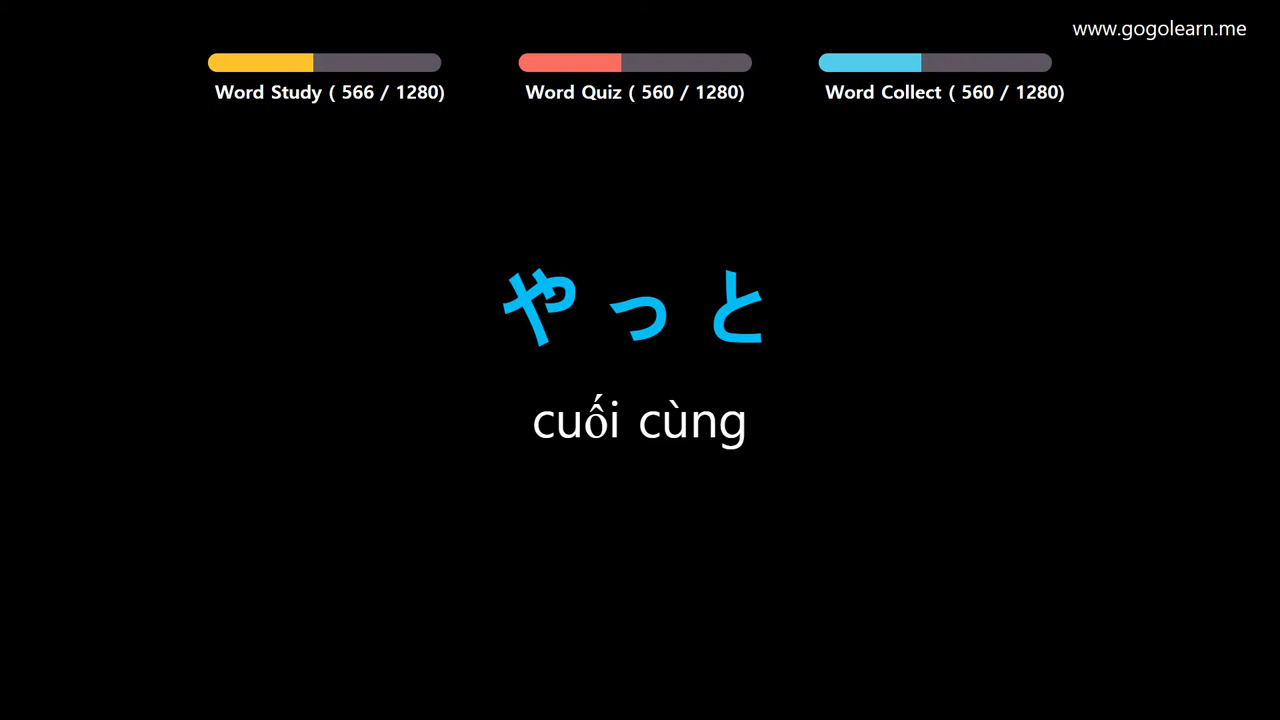 www.gogolearn.me
Word Study ( 566 / 1280)
Word Quiz ( 560 / 1280)
Word Collect ( 560 / 1280)
やっと
cuối cùng